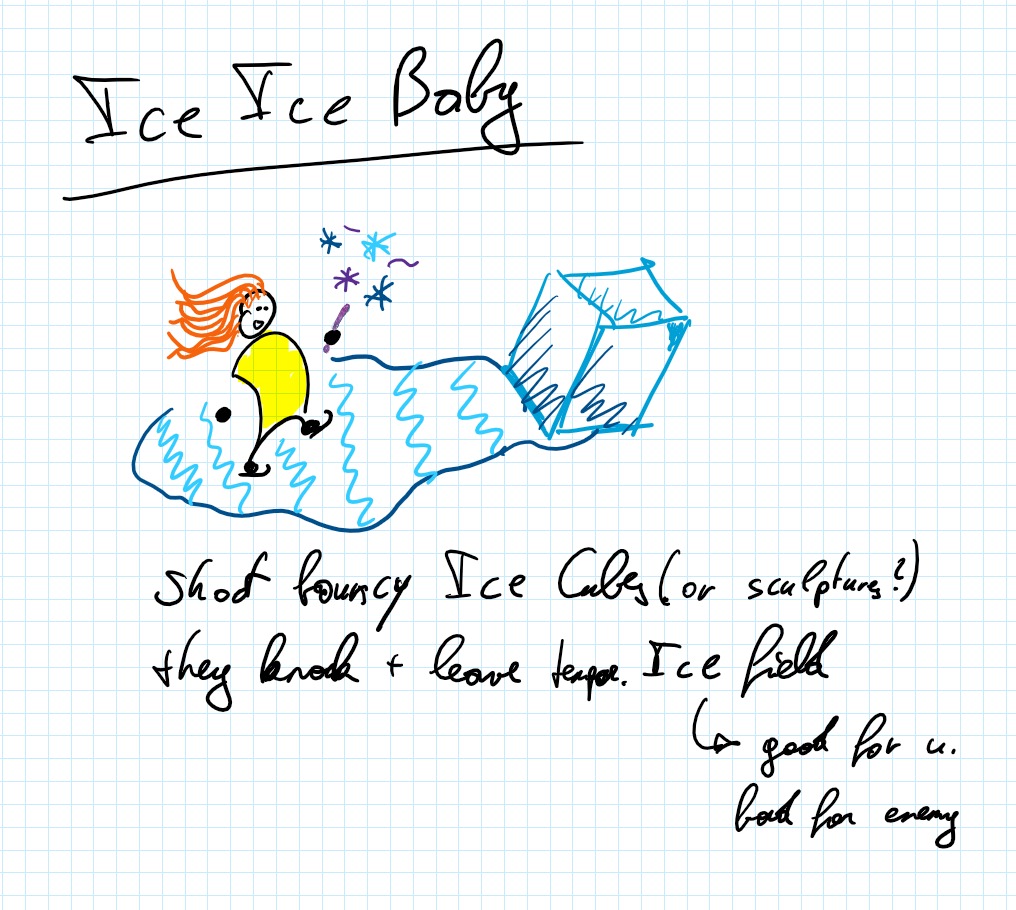 Ice Ice Baby
shoot bouncy Ice Cubes (or sculptures?)
they knock + leave tempor. Ice field
↳ good for u.
bad for enemy